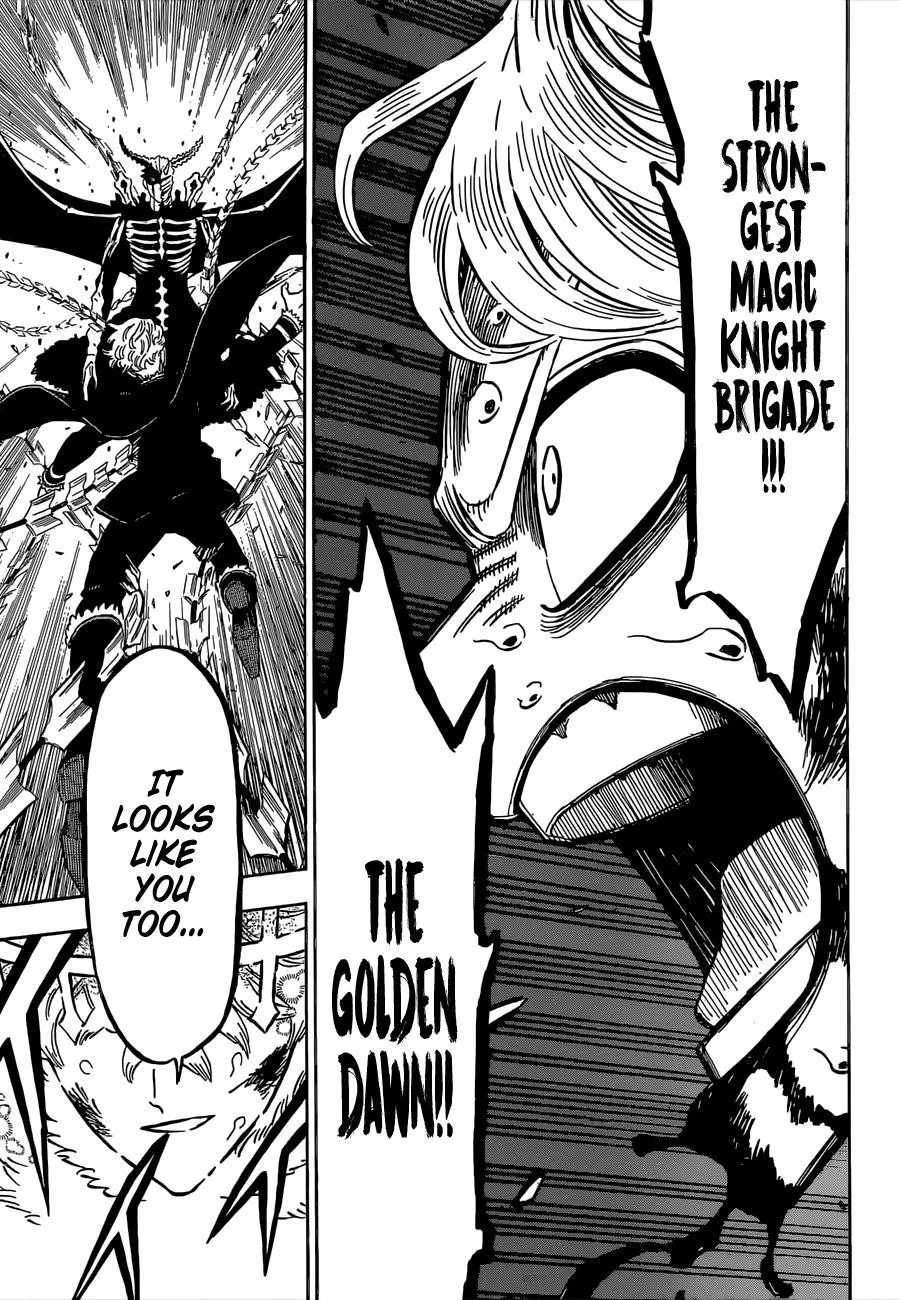 THE
STRON-
GEST
MAGIC
KNIGHT
BRIGADE
!!!
THE
GOLDEN
DAWN!!
IT
LOOKS
LIKE
YOU
TOO...